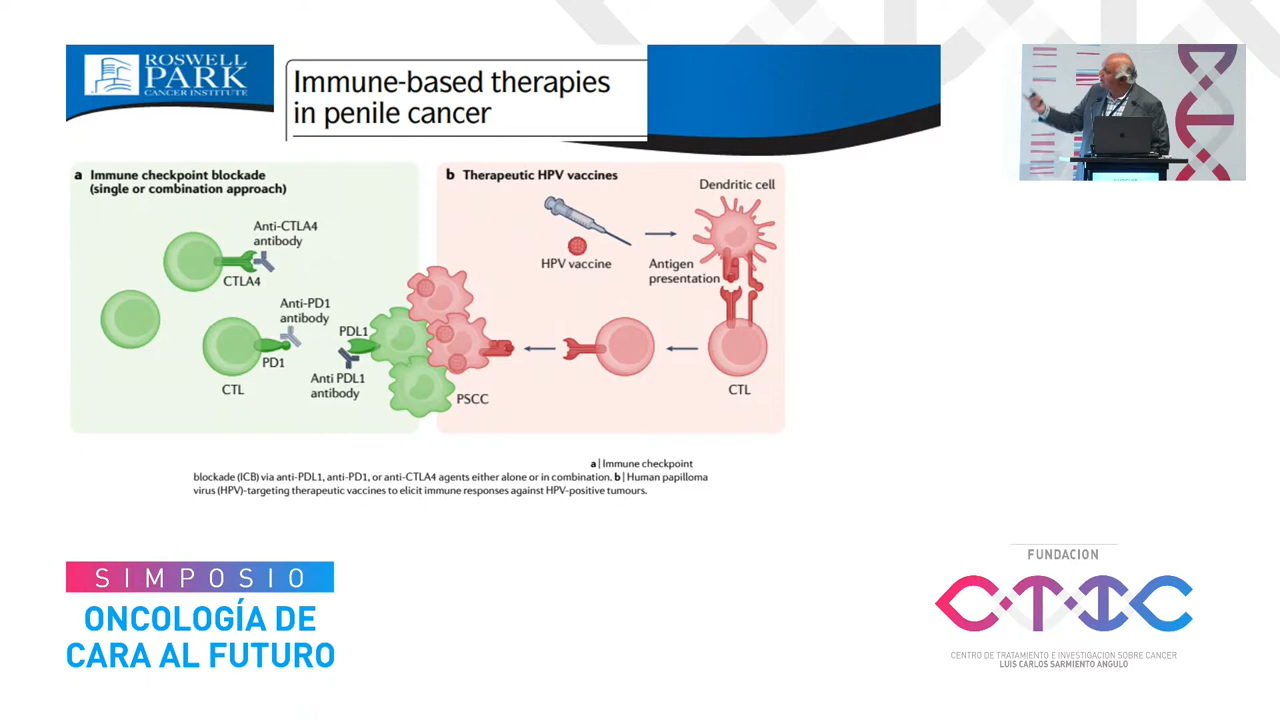 ROSWELL
PARK
CANCER INSTITUTE
Immune-based therapies
in penile cancer
a Immune checkpoint blockade
(single or combination approach)
Anti-CTLA4
antibody
CTLA4
Anti-PD1
antibody
PD1
CTL
PDL1
Anti PDL1
antibody
PSCC
b Therapeutic HPV vaccines
HPV vaccine
Antigen
presentation
Dendritic cell
CTL
a | Immune checkpoint
blockade (ICB) via anti-PDL1, anti-PD1, or anti-CTLA4 agents either alone or in combination. b | Human papilloma
virus (HPV)-targeting therapeutic vaccines to elicit immune responses against HPV-positive tumours.
SIMPOSIO
ONCOLOGÍA DE
CARA AL FUTURO
FUNDACION
CTIC
CENTRO DE TRATAMIENTO E INVESTIGACION SOBRE CANCER
LUIS CARLOS SARMIENTO ANGULO